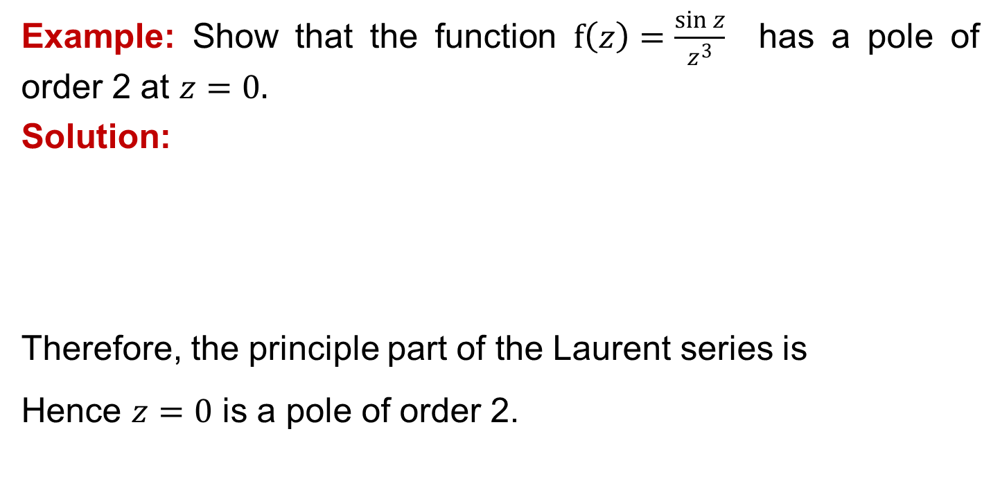 Example: Show that the function f(z) = \frac{\sin z}{z^3} has a pole of
order 2 at z = 0.
Solution:
Therefore, the principle part of the Laurent series is
Hence z = 0 is a pole of order 2.